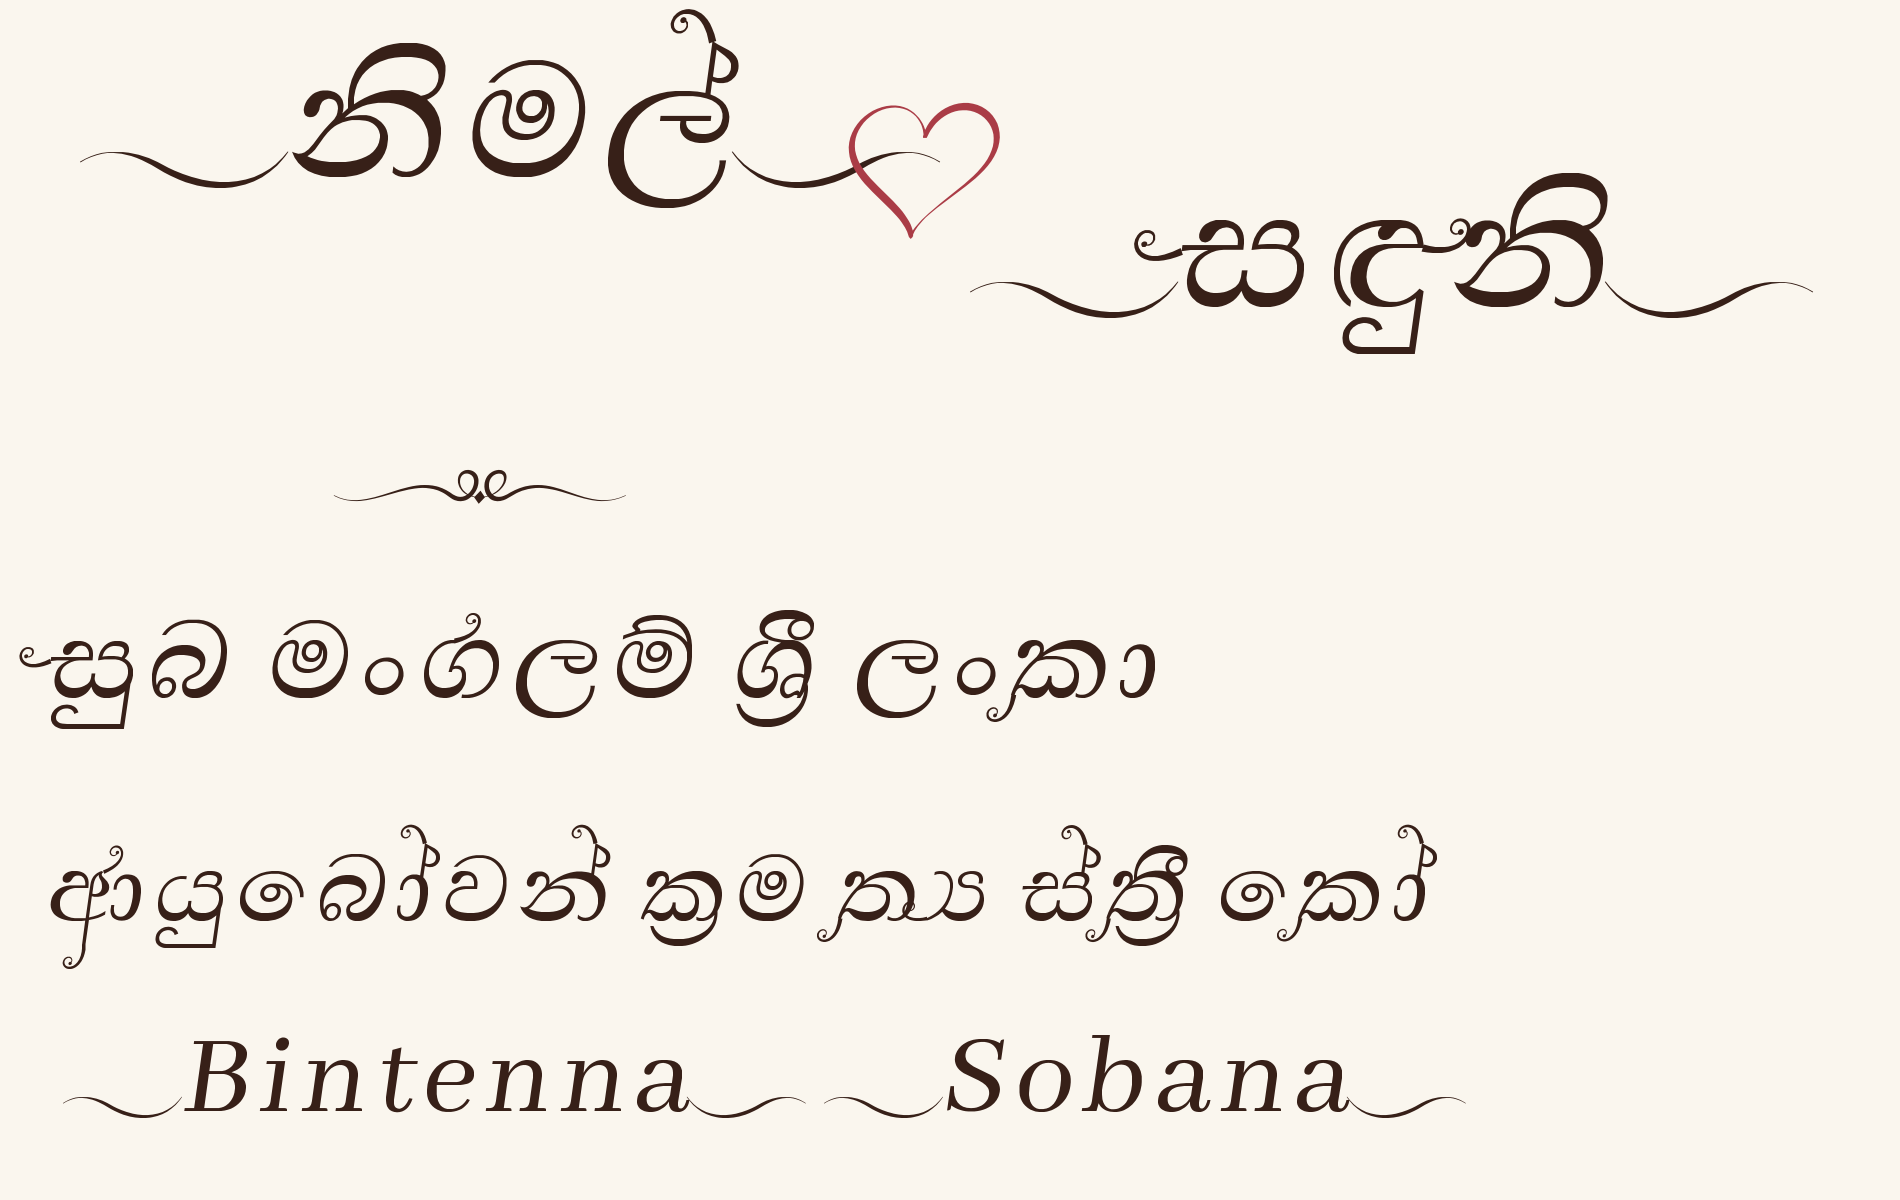 නිමල්
සඳුනි
සුබ මංගලම් ශ්‍රී ලංකා
ආයුබෝවන් ක්‍රම ත්‍ය ස්ත්‍රී කෝ
Bintenna Sobana